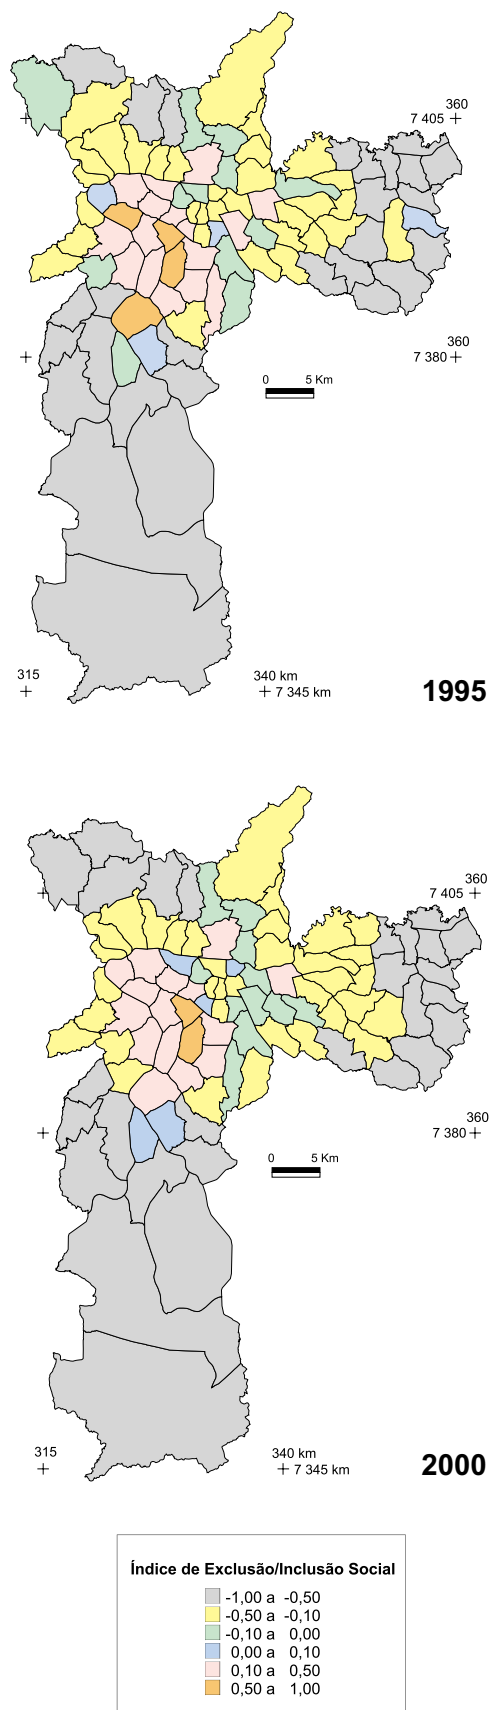 360
7 405
360
7 380
0 5 Km
315
340 km
7 345 km
1995
360
7 405
360
7 380
0 5 Km
315
340 km
7 345 km
2000
Índice de Exclusão/Inclusão Social
-1,00 a -0,50
-0,50 a -0,10
-0,10 a 0,00
0,00 a 0,10
0,10 a 0,50
0,50 a 1,00